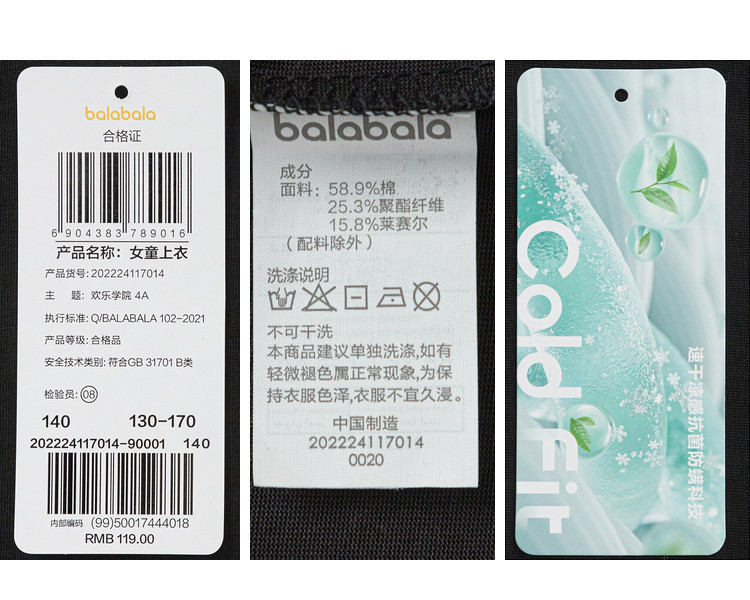 balabala
合格证
6 904383 789016
产品名称: 女童上衣
产品货号: 202224117014
主 题: 欢乐学院 4A
执行标准: Q/BALABALA 102-2021
产品等级: 合格品
安全技术类别: 符合GB 31701 B类
检验员: 08
140 130-170
202224117014-90001 140
内部编码 (99)50017444018
RMB 119.00
balabala
成分
面料: 58.9%棉
25.3%聚酯纤维
15.8%莱赛尔
(配料除外)
洗涤说明
不可干洗
本商品建议单独洗涤,如有
轻微褪色属正常现象,为保
持衣服色泽,衣服不宜久浸。
中国制造
202224117014
0020
Cold Fit
速干凉感抗菌防螨科技